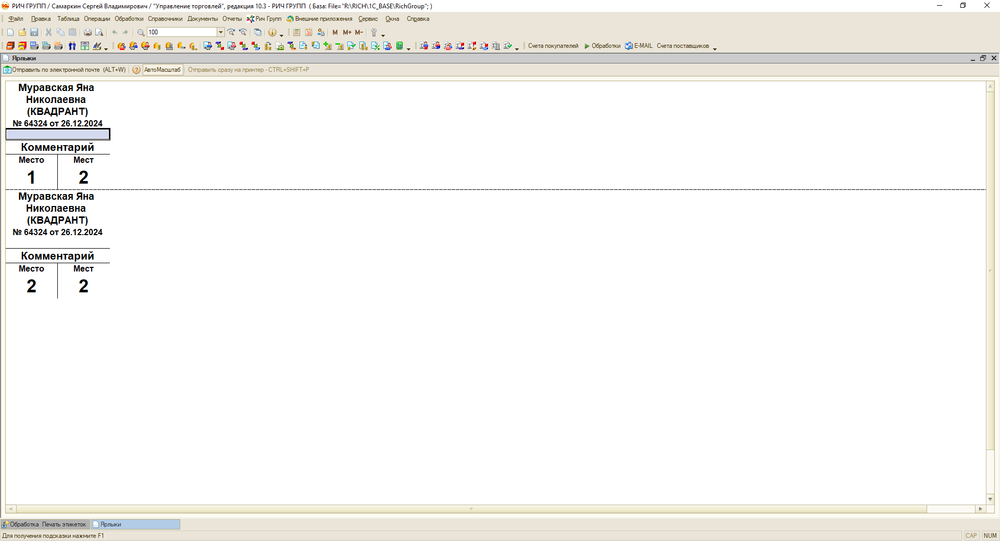 РИЧ ГРУПП / Самаркин Сергей Владимирович / "Управление торговлей", редакция 10.3 - РИЧ ГРУПП ( База: File="R:\RICH\1C_BASE\RichGroup"; )
Файл Правка Таблица Операции Обработки Справочники Документы Отчеты Рич Групп Внешние приложения Сервис Окна Справка
100 M M+ M-
Счета покупателей Обработки E-MAIL Счета поставщиков
Ярлыки
Отправить по электронной почте (ALT+W) АвтоМасштаб Отправить сразу на принтер - CTRL+SHIFT+P
Муравская Яна
Николаевна
(КВАДРАНТ)
№ 64324 от 26.12.2024
Комментарий
Место Мест
1 2
Муравская Яна
Николаевна
(КВАДРАНТ)
№ 64324 от 26.12.2024
Комментарий
Место Мест
2 2
Обработка Печать этикеток Ярлыки
Для получения подсказки нажмите F1 CAP NUM